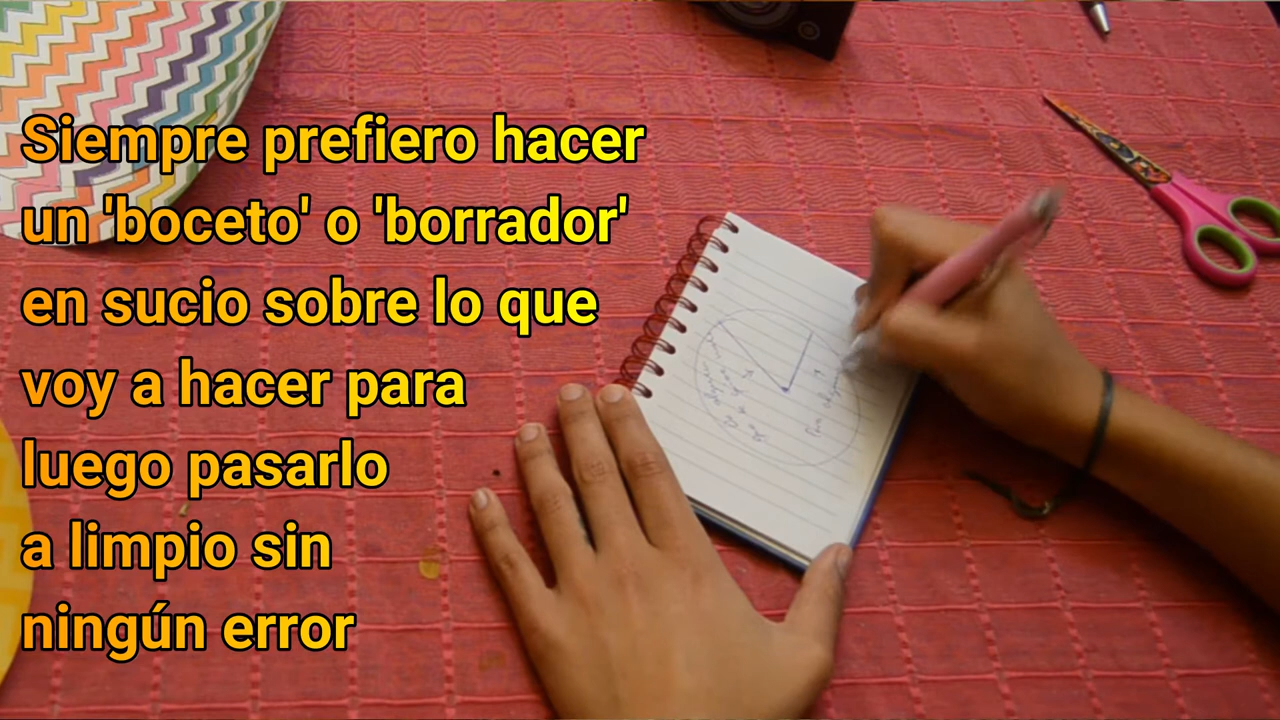 Siempre prefiero hacer
un 'boceto' o 'borrador'
en sucio sobre lo que
voy a hacer para
luego pasarlo
a limpio sin
ningún error